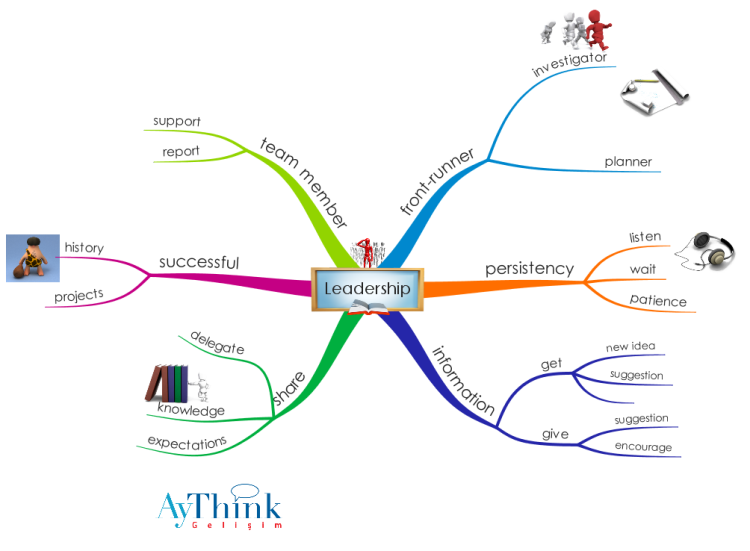 Leadership
front-runner
investigator
planner
persistency
listen
wait
patience
information
get
new idea
suggestion
give
suggestion
encourage
share
delegate
knowledge
expectations
successful
history
projects
team member
support
report
AyThink
Gelişim